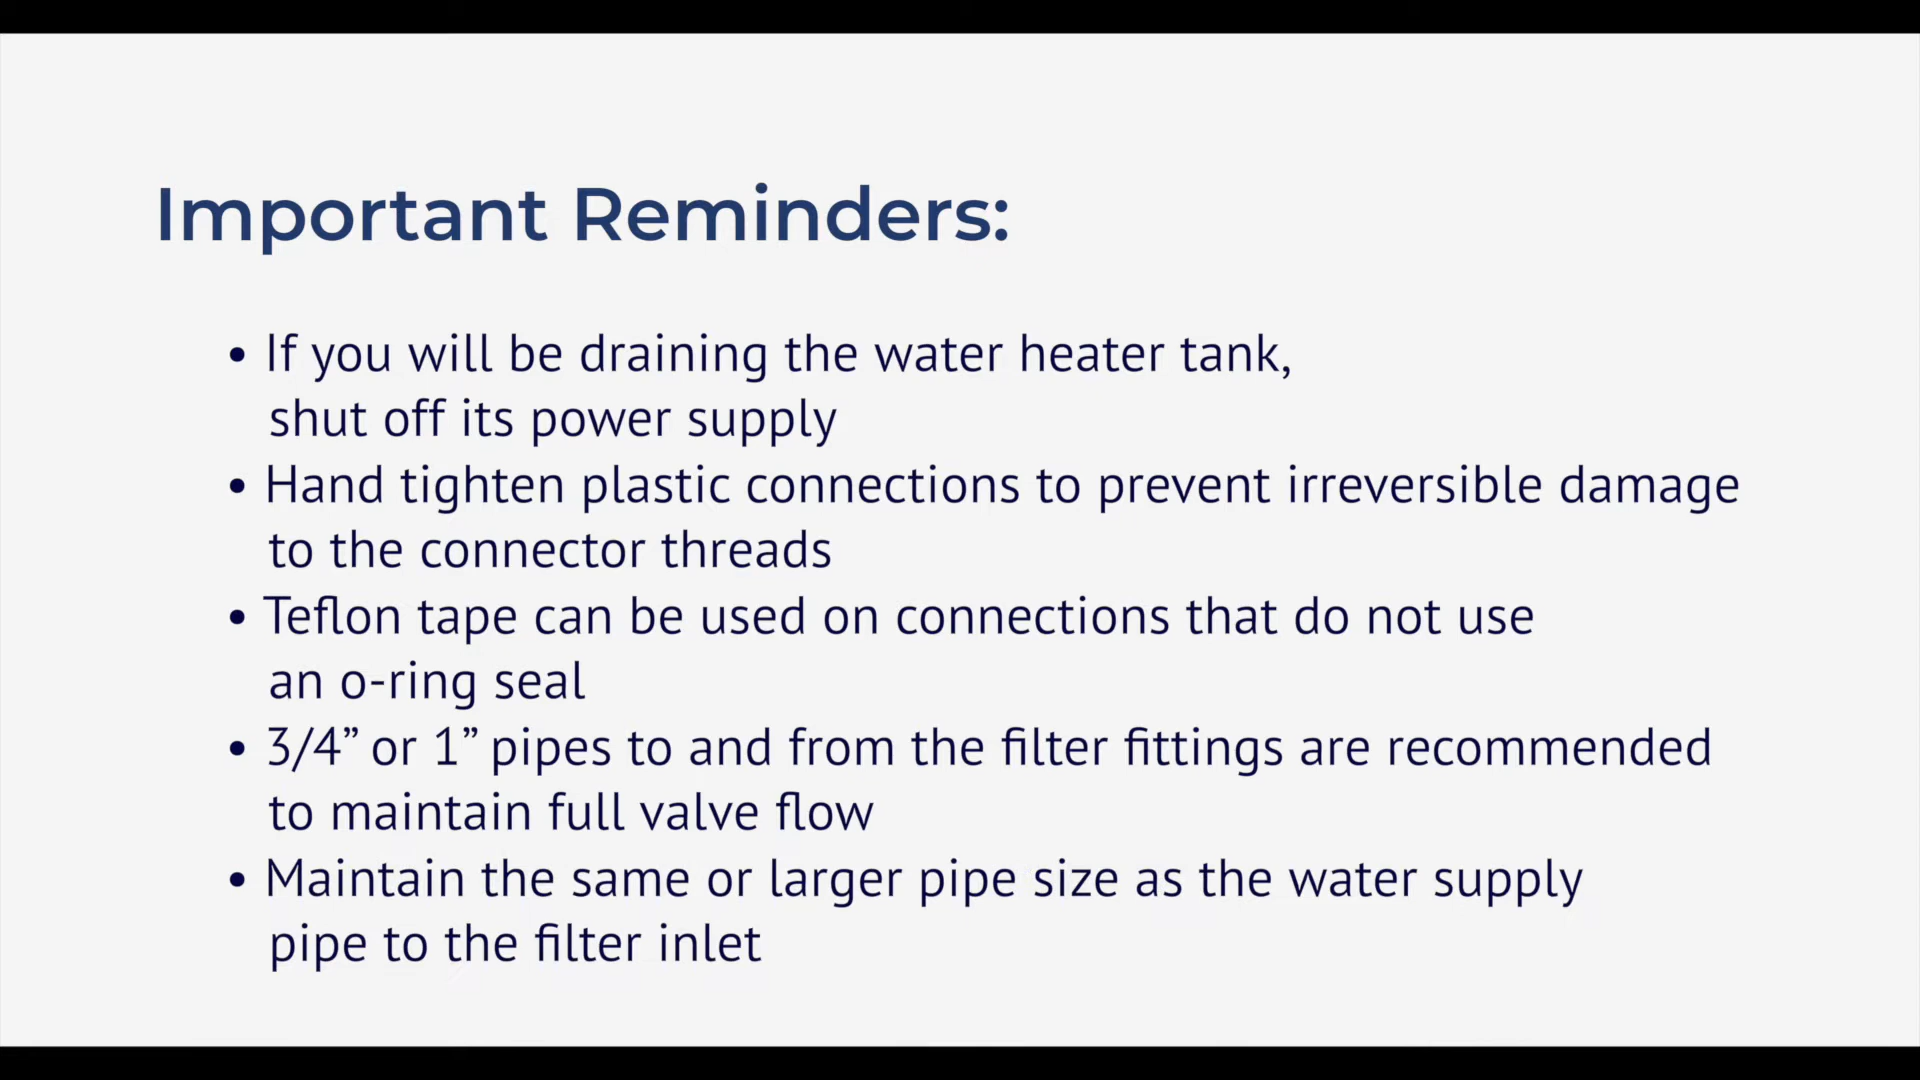 Important Reminders:
• If you will be draining the water heater tank,
shut off its power supply
• Hand tighten plastic connections to prevent irreversible damage
to the connector threads
• Teflon tape can be used on connections that do not use
an o-ring seal
• 3/4” or 1” pipes to and from the filter fittings are recommended
to maintain full valve flow
• Maintain the same or larger pipe size as the water supply
pipe to the filter inlet